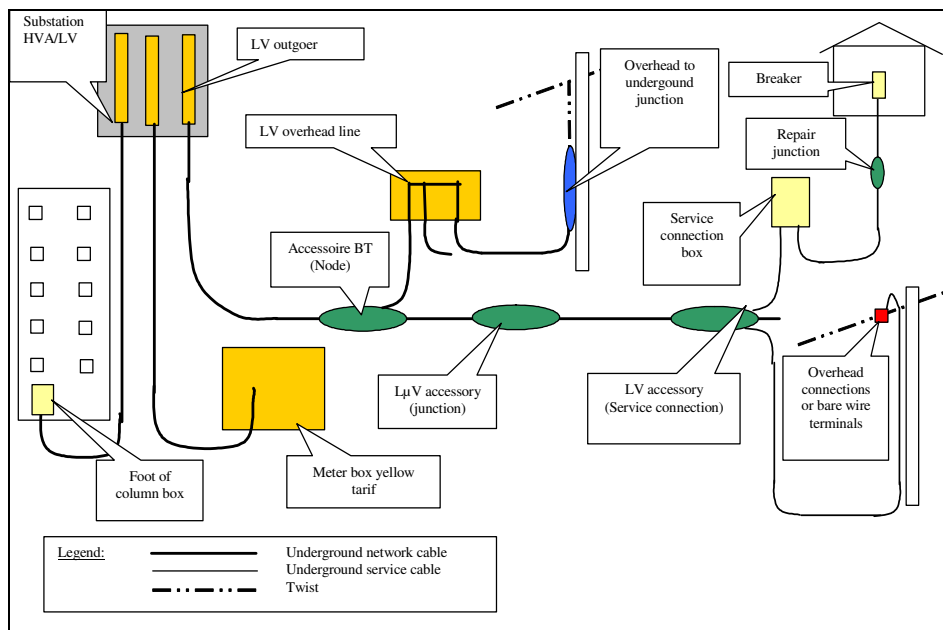 Substation
HVA/LV
LV outgoer
Overhead to
undergound
junction
Breaker
LV overhead line
Repair
junction
Service
connection
box
Accessoire BT
(Node)
LµV accessory
(junction)
LV accessory
(Service connection)
Overhead
connections
or bare wire
terminals
Foot of
column box
Meter box yellow
tarif
Legend:
Underground network cable
Underground service cable
Twist